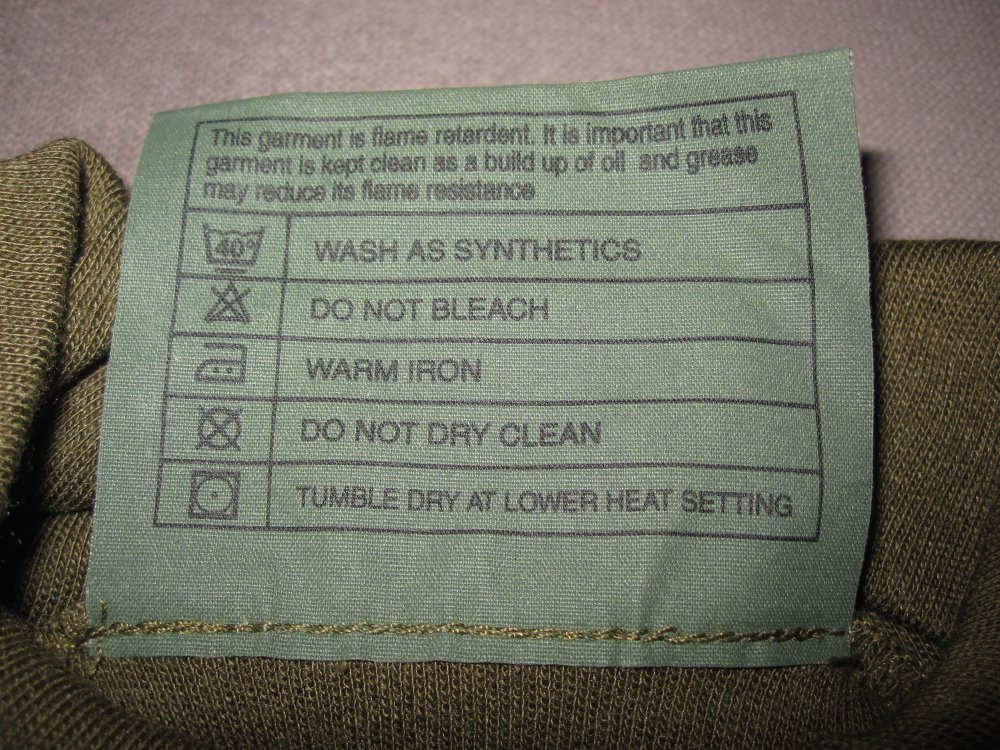 This garment is flame retardent. It is important that this
garment is kept clean as a build up of oil and grease
may reduce its flame resistance
40° WASH AS SYNTHETICS
DO NOT BLEACH
WARM IRON
DO NOT DRY CLEAN
TUMBLE DRY AT LOWER HEAT SETTING